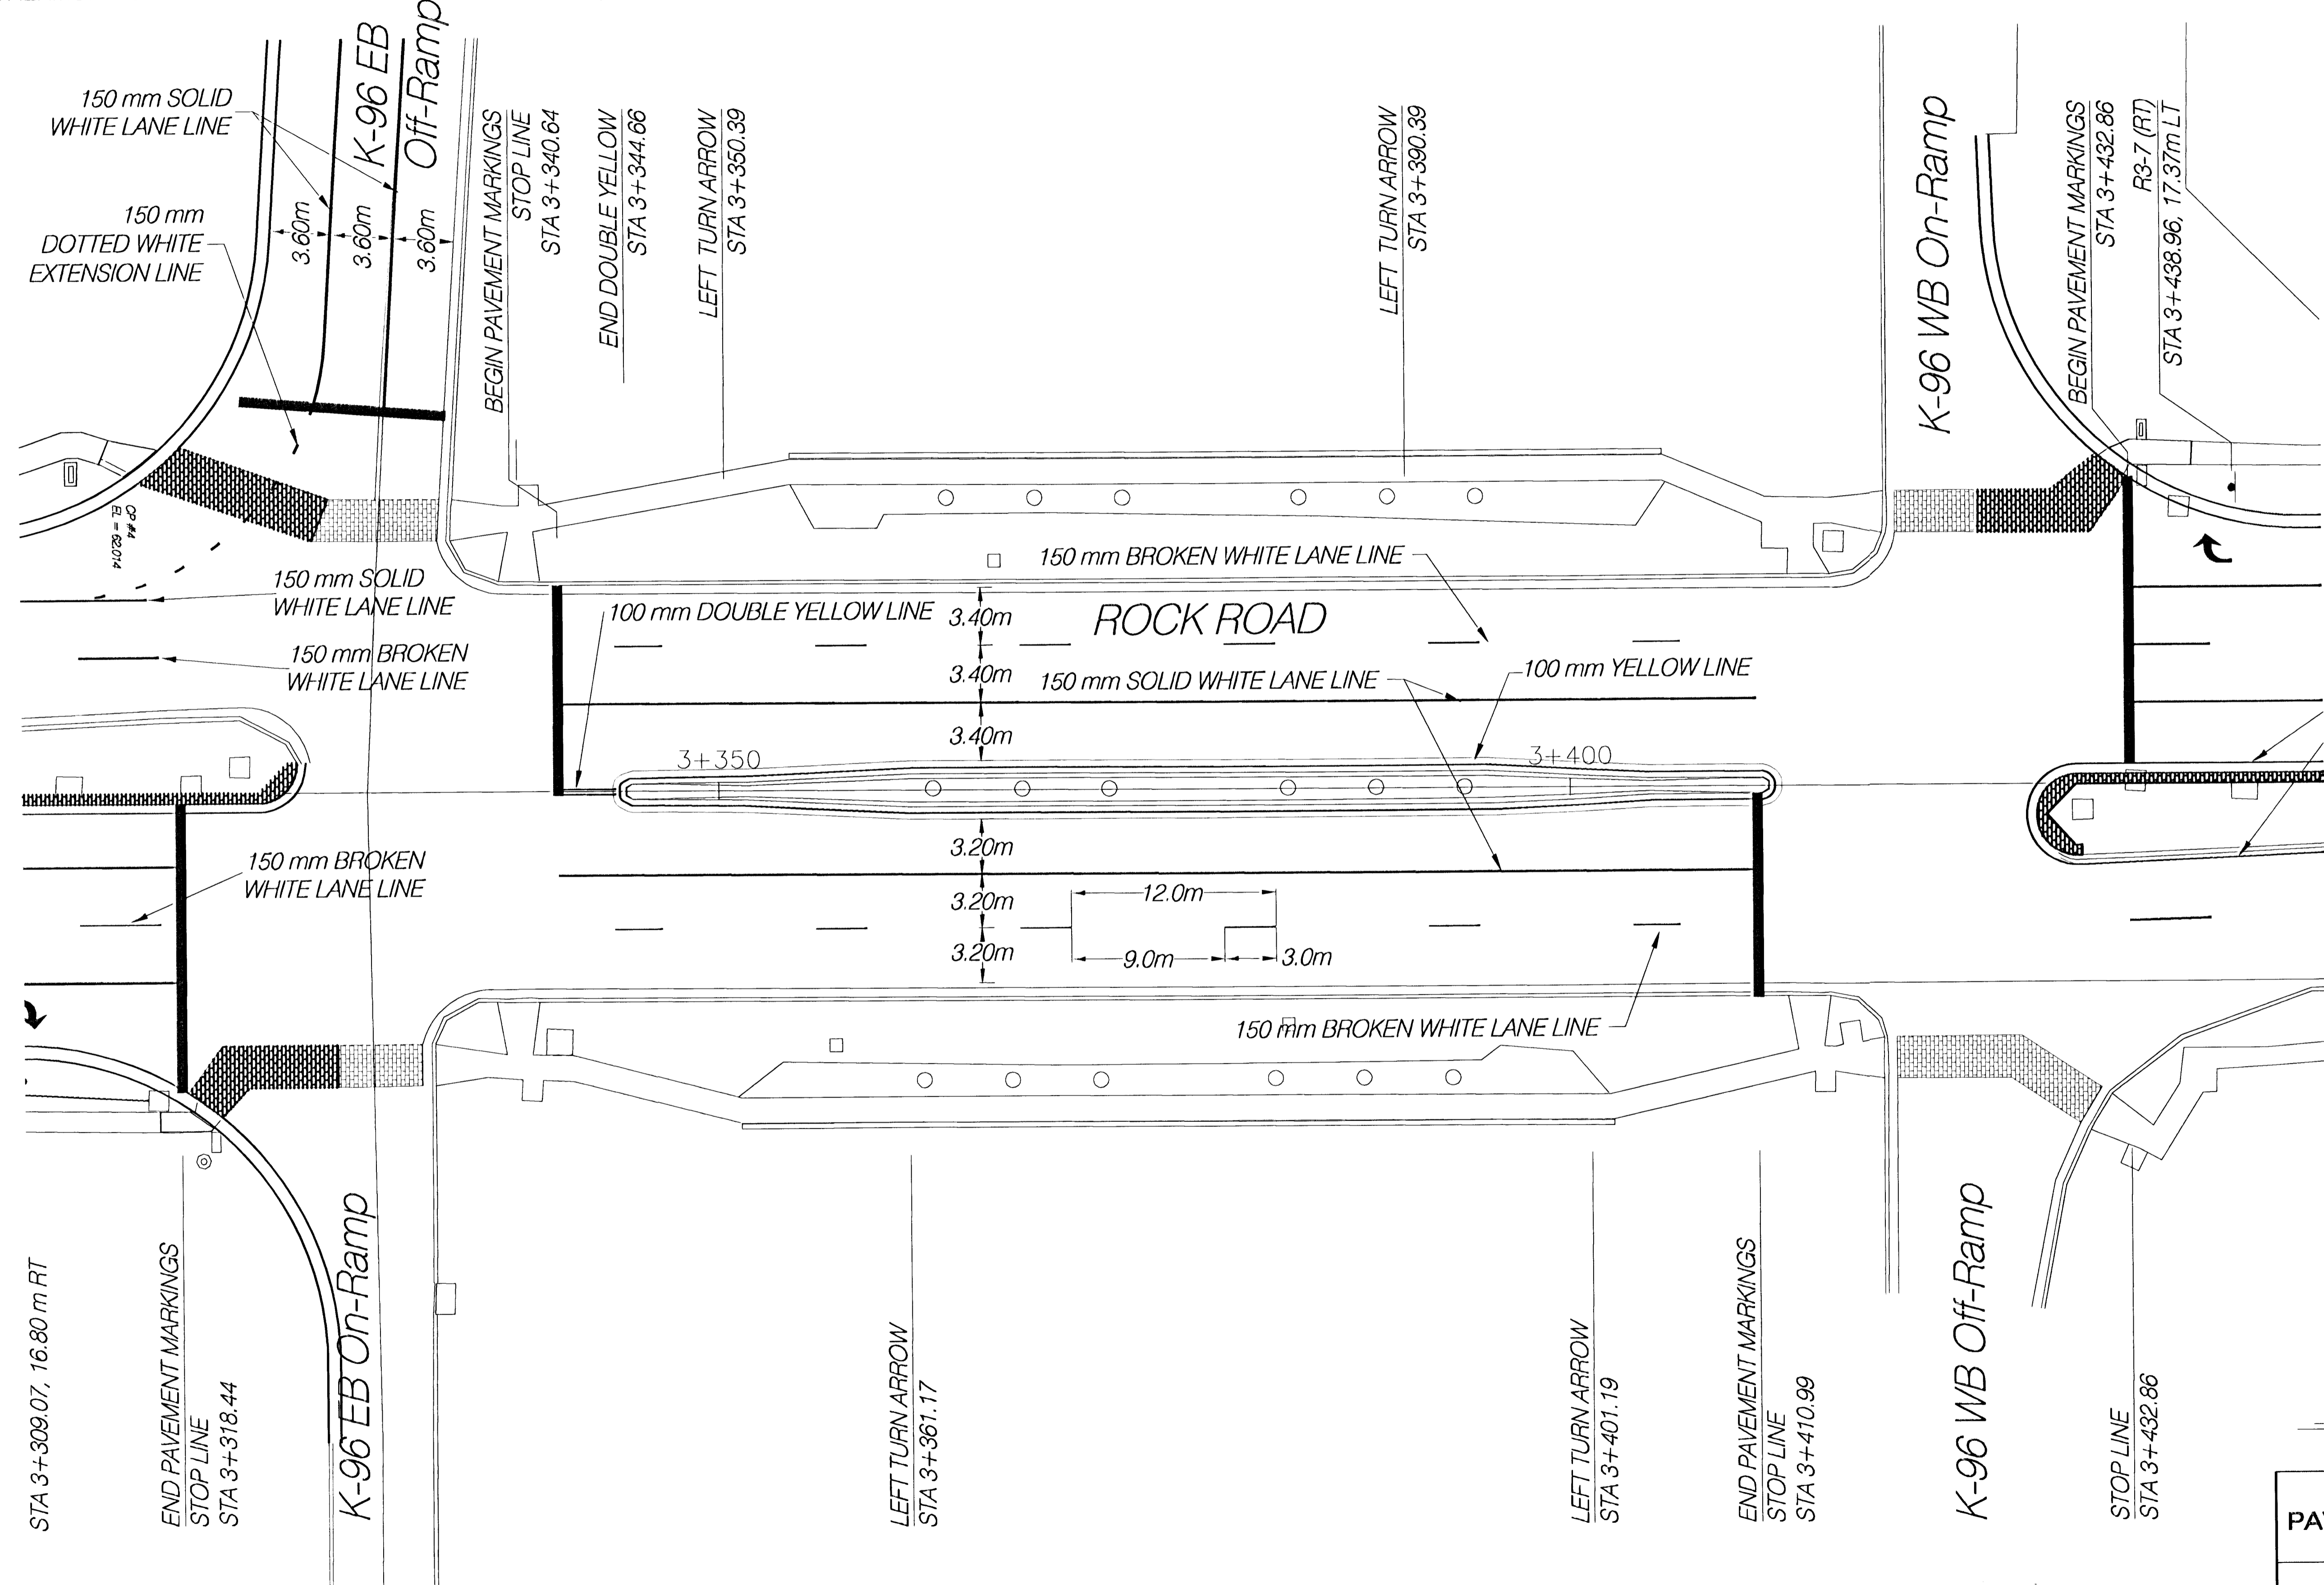 150 mm SOLID
WHITE LANE LINE
150 mm
DOTTED WHITE
EXTENSION LINE
3.60m
3.60m
3.60m
K-96 EB
Off-Ramp
BEGIN PAVEMENT MARKINGS
STOP LINE
STA 3+340.64
END DOUBLE YELLOW
STA 3+344.66
LEFT TURN ARROW
STA 3+350.39
LEFT TURN ARROW
STA 3+390.39
K-96 WB On-Ramp
BEGIN PAVEMENT MARKINGS
STA 3+432.86
R3-7 (RT)
STA 3+438.96, 17.37m LT
CP #4
EL = 62.014
150 mm SOLID
WHITE LANE LINE
150 mm BROKEN
WHITE LANE LINE
150 mm BROKEN
WHITE LANE LINE
100 mm DOUBLE YELLOW LINE
150 mm BROKEN WHITE LANE LINE
ROCK ROAD
3.40m
3.40m
3.40m
150 mm SOLID WHITE LANE LINE
100 mm YELLOW LINE
3+350
3+400
3.20m
3.20m
3.20m
12.0m
9.0m
3.0m
150 mm BROKEN WHITE LANE LINE
STA 3+309.07, 16.80 m RT
END PAVEMENT MARKINGS
STOP LINE
STA 3+318.44
K-96 EB On-Ramp
LEFT TURN ARROW
STA 3+361.17
LEFT TURN ARROW
STA 3+401.19
END PAVEMENT MARKINGS
STOP LINE
STA 3+410.99
K-96 WB Off-Ramp
STOP LINE
STA 3+432.86